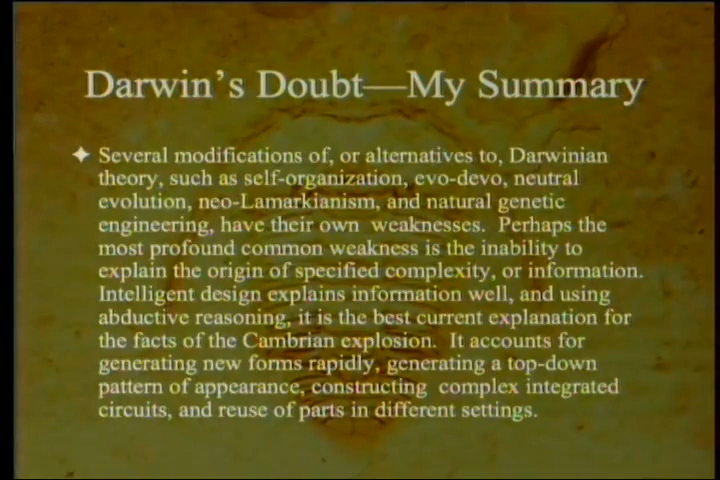 Darwin's Doubt—My Summary
✦ Several modifications of, or alternatives to, Darwinian
theory, such as self-organization, evo-devo, neutral
evolution, neo-Lamarkianism, and natural genetic
engineering, have their own weaknesses. Perhaps the
most profound common weakness is the inability to
explain the origin of specified complexity, or information.
Intelligent design explains information well, and using
abductive reasoning, it is the best current explanation for
the facts of the Cambrian explosion. It accounts for
generating new forms rapidly, generating a top-down
pattern of appearance, constructing complex integrated
circuits, and reuse of parts in different settings.